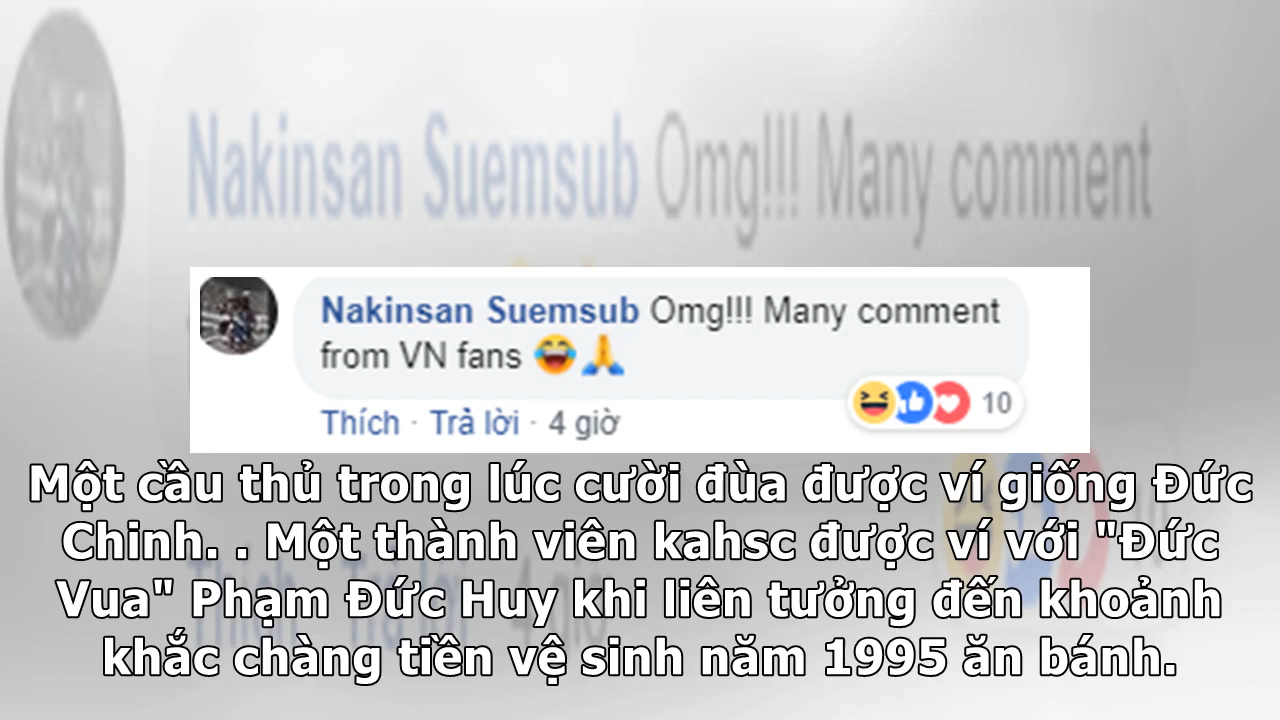 Nakinsan Suemsub Omg!!! Many comment
Nakinsan Suemsub Omg!!! Many comment
from VN fans 😂🙏
Thích · Trả lời · 4 giờ
10
Một cầu thủ trong lúc cười đùa được ví giống Đức
Chinh. . Một thành viên kahsc được ví với "Đức
Vua" Phạm Đức Huy khi liên tưởng đến khoảnh
khắc chàng tiền vệ sinh năm 1995 ăn bánh.